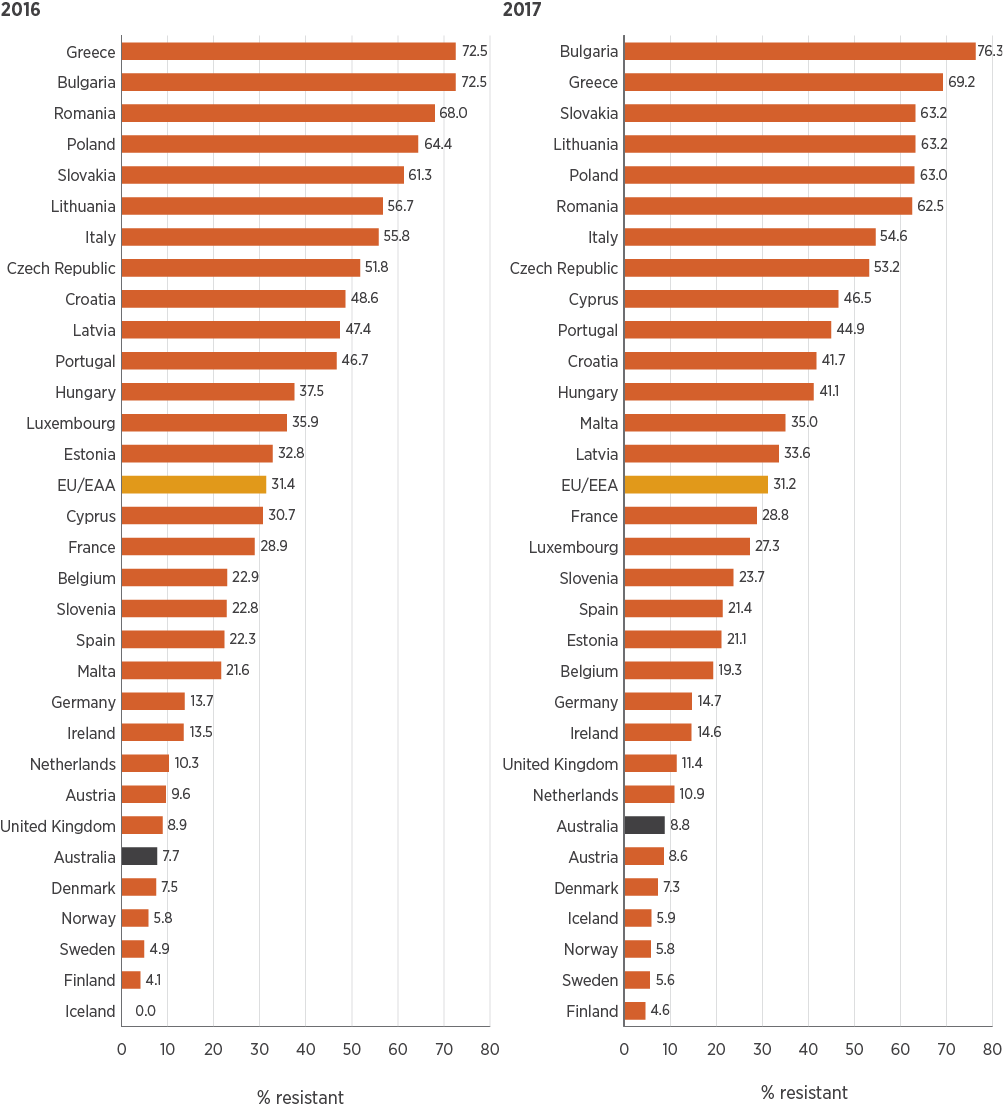 2016
Greece 72.5
Bulgaria 72.5
Romania 68.0
Poland 64.4
Slovakia 61.3
Lithuania 56.7
Italy 55.8
Czech Republic 51.8
Croatia 48.6
Latvia 47.4
Portugal 46.7
Hungary 37.5
Luxembourg 35.9
Estonia 32.8
EU/EAA 31.4
Cyprus 30.7
France 28.9
Belgium 22.9
Slovenia 22.8
Spain 22.3
Malta 21.6
Germany 13.7
Ireland 13.5
Netherlands 10.3
Austria 9.6
United Kingdom 8.9
Australia 7.7
Denmark 7.5
Norway 5.8
Sweden 4.9
Finland 4.1
Iceland 0.0
0 10 20 30 40 50 60 70 80
% resistant
2017
Bulgaria 76.3
Greece 69.2
Slovakia 63.2
Lithuania 63.2
Poland 63.0
Romania 62.5
Italy 54.6
Czech Republic 53.2
Cyprus 46.5
Portugal 44.9
Croatia 41.7
Hungary 41.1
Malta 35.0
Latvia 33.6
EU/EEA 31.2
France 28.8
Luxembourg 27.3
Slovenia 23.7
Spain 21.4
Estonia 21.1
Belgium 19.3
Germany 14.7
Ireland 14.6
United Kingdom 11.4
Netherlands 10.9
Australia 8.8
Austria 8.6
Denmark 7.3
Iceland 5.9
Norway 5.8
Sweden 5.6
Finland 4.6
0 10 20 30 40 50 60 70 80
% resistant